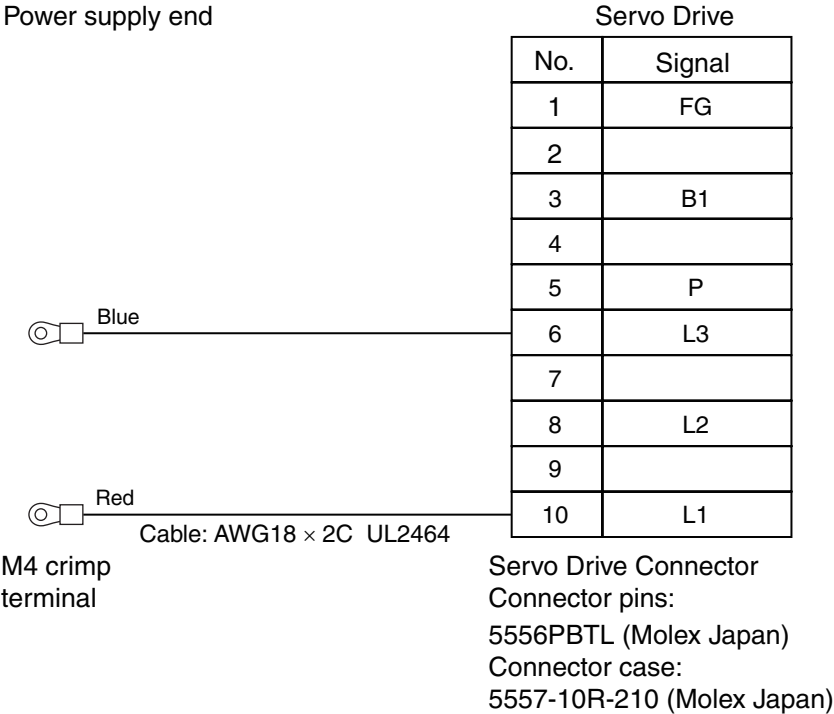 Power supply end
Servo Drive
No. Signal
1 FG
2
3 B1
4
5 P
Blue
6 L3
7
8 L2
9
Red
10 L1
Cable: AWG18 × 2C UL2464
M4 crimp
terminal
Servo Drive Connector
Connector pins:
5556PBTL (Molex Japan)
Connector case:
5557-10R-210 (Molex Japan)